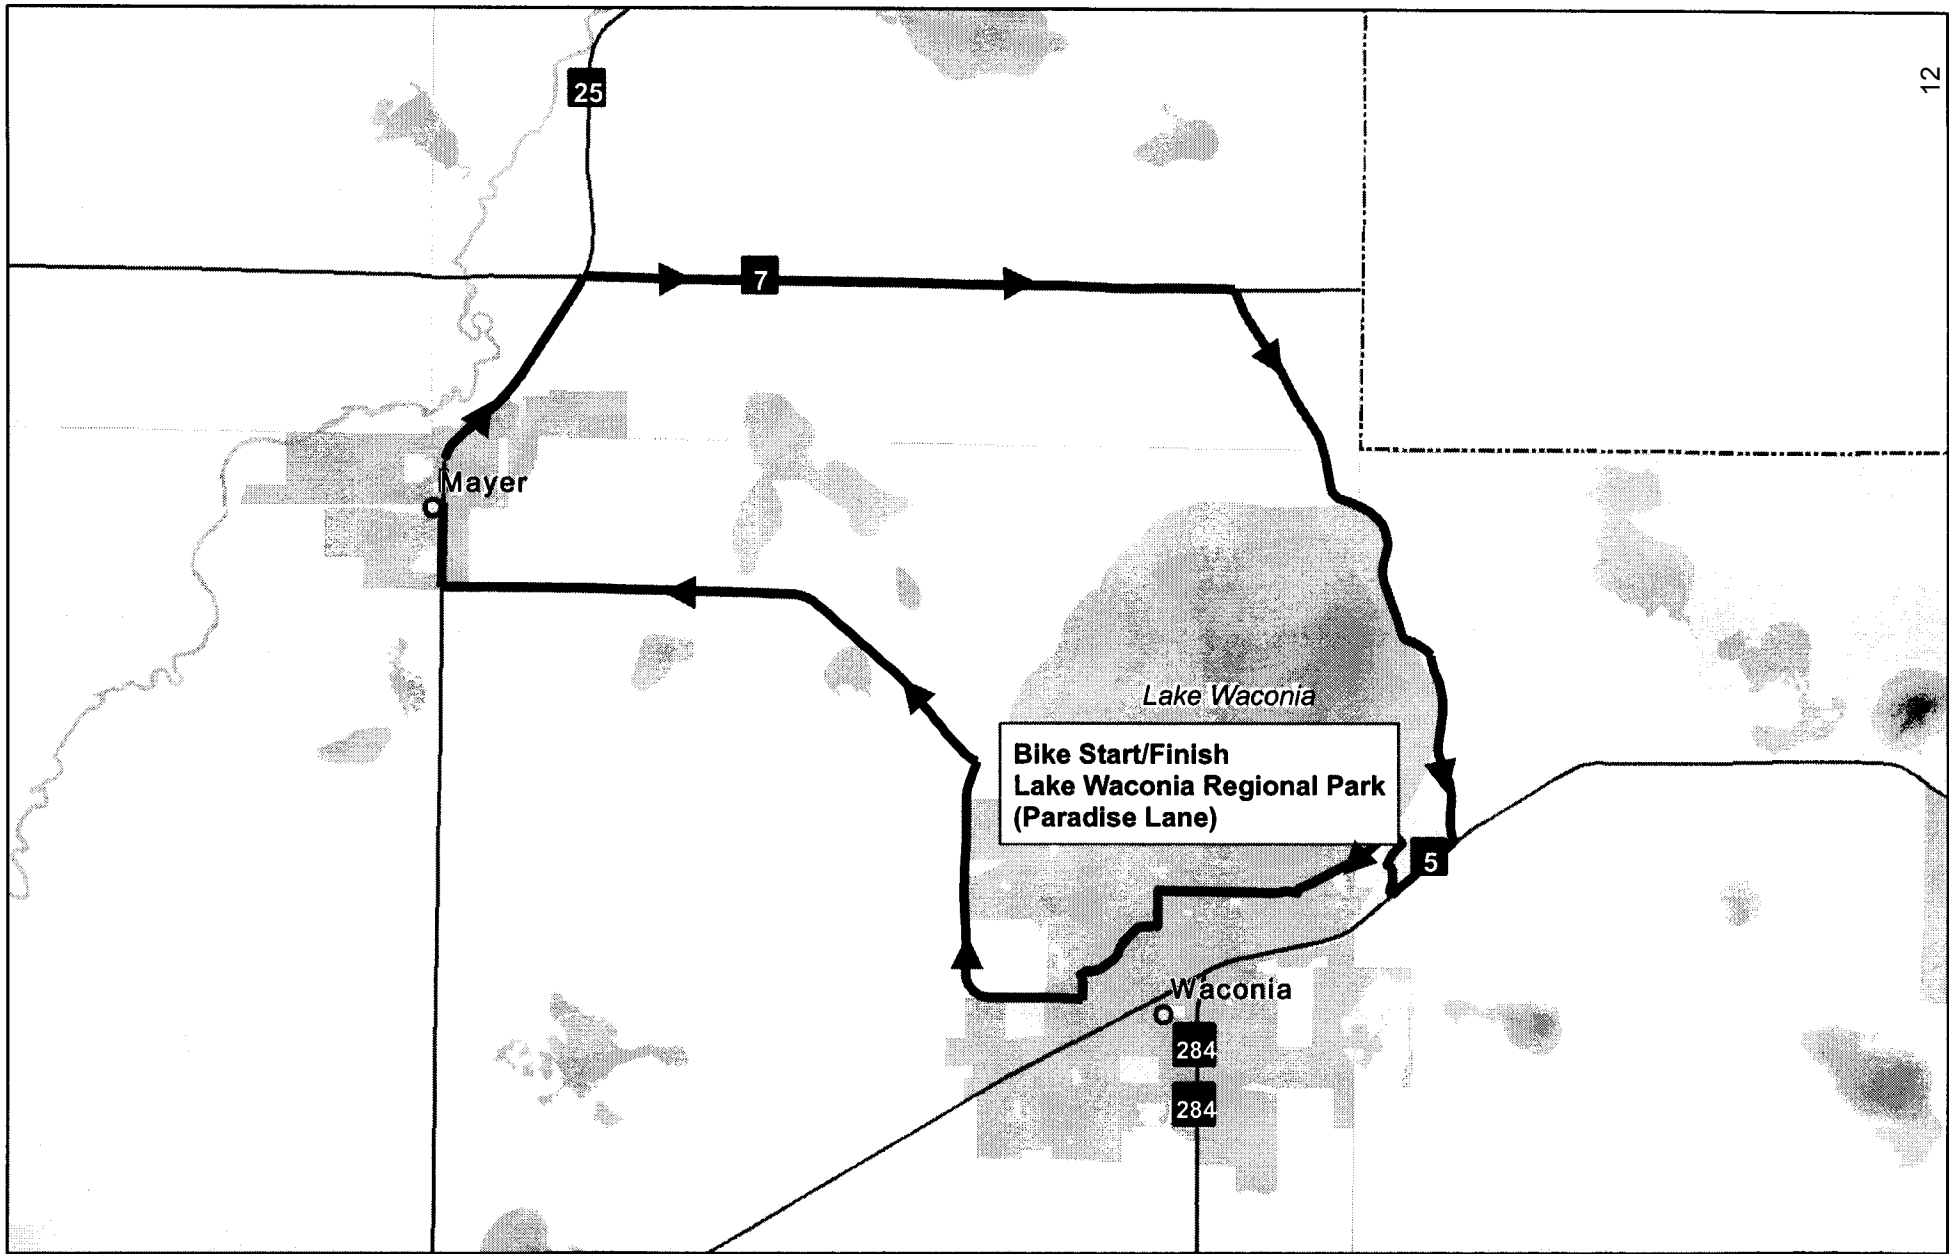 25
12
7
Mayer
Lake Waconia
Bike Start/Finish
Lake Waconia Regional Park
(Paradise Lane)
5
Waconia
284
284